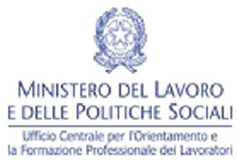 MINISTERO DEL LAVORO
E DELLE POLITICHE SOCIALI
Ufficio Centrale per l'Orientamento e
la Formazione Professionale dei Lavoratori